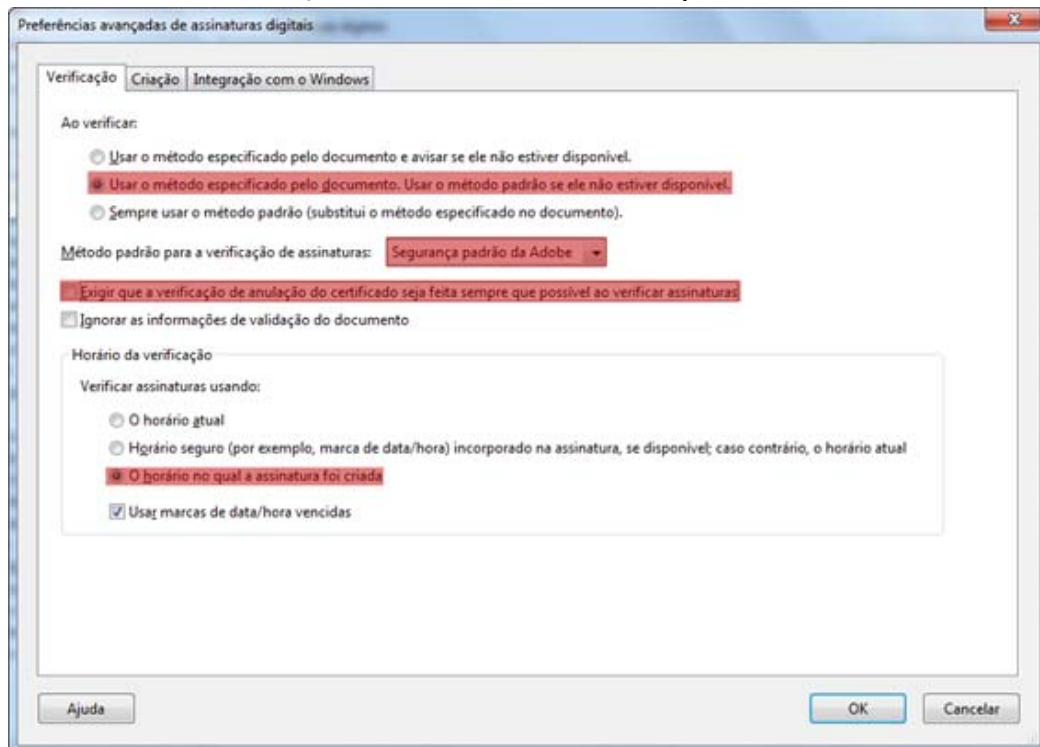 Preferências avançadas de assinaturas digitais
Verificação Criação Integração com o Windows
Ao verificar:
Usar o método especificado pelo documento e avisar se ele não estiver disponível.
Usar o método especificado pelo documento. Usar o método padrão se ele não estiver disponível.
Sempre usar o método padrão (substitui o método especificado no documento).
Método padrão para a verificação de assinaturas: Segurança padrão da Adobe
Exigir que a verificação de anulação do certificado seja feita sempre que possível ao verificar assinaturas
Ignorar as informações de validação do documento
Horário da verificação
Verificar assinaturas usando:
O horário atual
Horário seguro (por exemplo, marca de data/hora) incorporado na assinatura, se disponível; caso contrário, o horário atual
O horário no qual a assinatura foi criada
Usar marcas de data/hora vencidas
Ajuda OK Cancelar